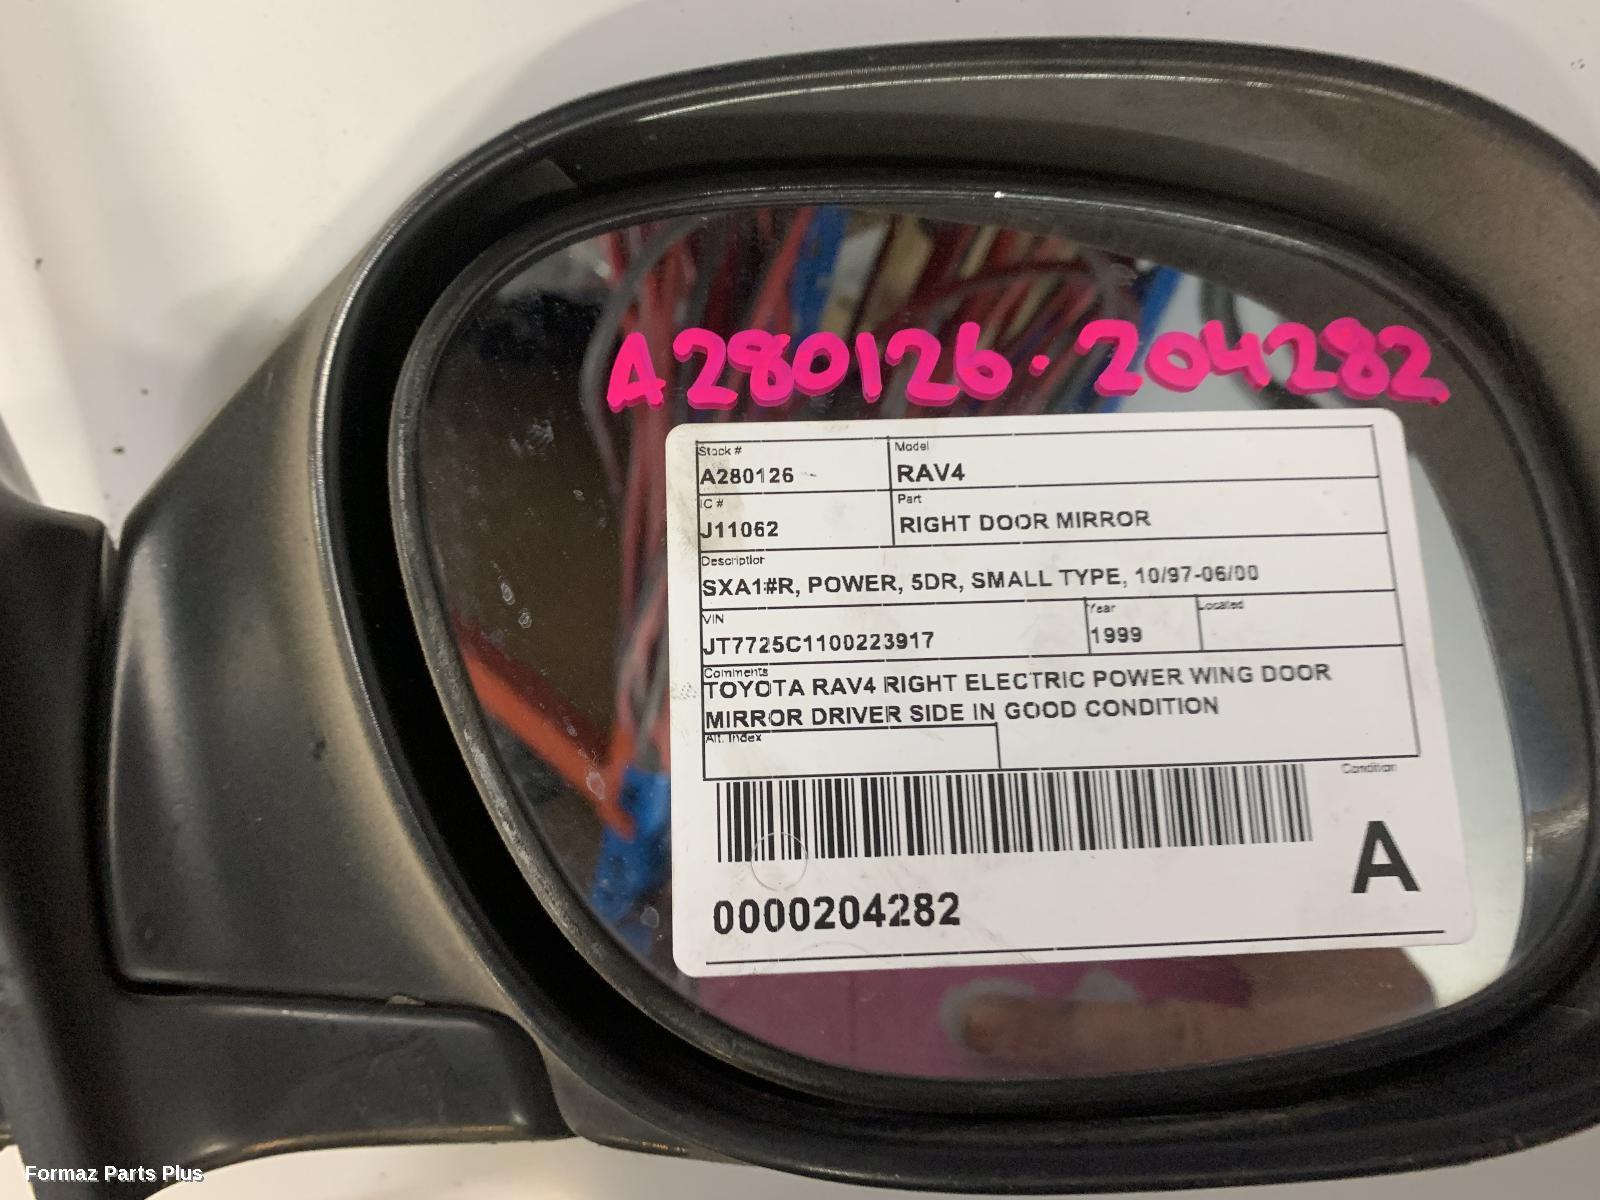 A280126 · 204282
Stock #
A280126
Model
RAV4
IC #
J11062
Part
RIGHT DOOR MIRROR
Description
SXA1#R, POWER, 5DR, SMALL TYPE, 10/97-06/00
VIN
JT7725C1100223917
Year
1999
Located
Comments
TOYOTA RAV4 RIGHT ELECTRIC POWER WING DOOR
MIRROR DRIVER SIDE IN GOOD CONDITION
Alt. Index
Condition
A
0000204282
Formaz Parts Plus